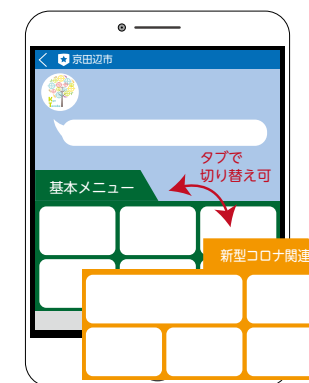 京田辺市
タブで
切り替え可
基本メニュー
新型コロナ関連